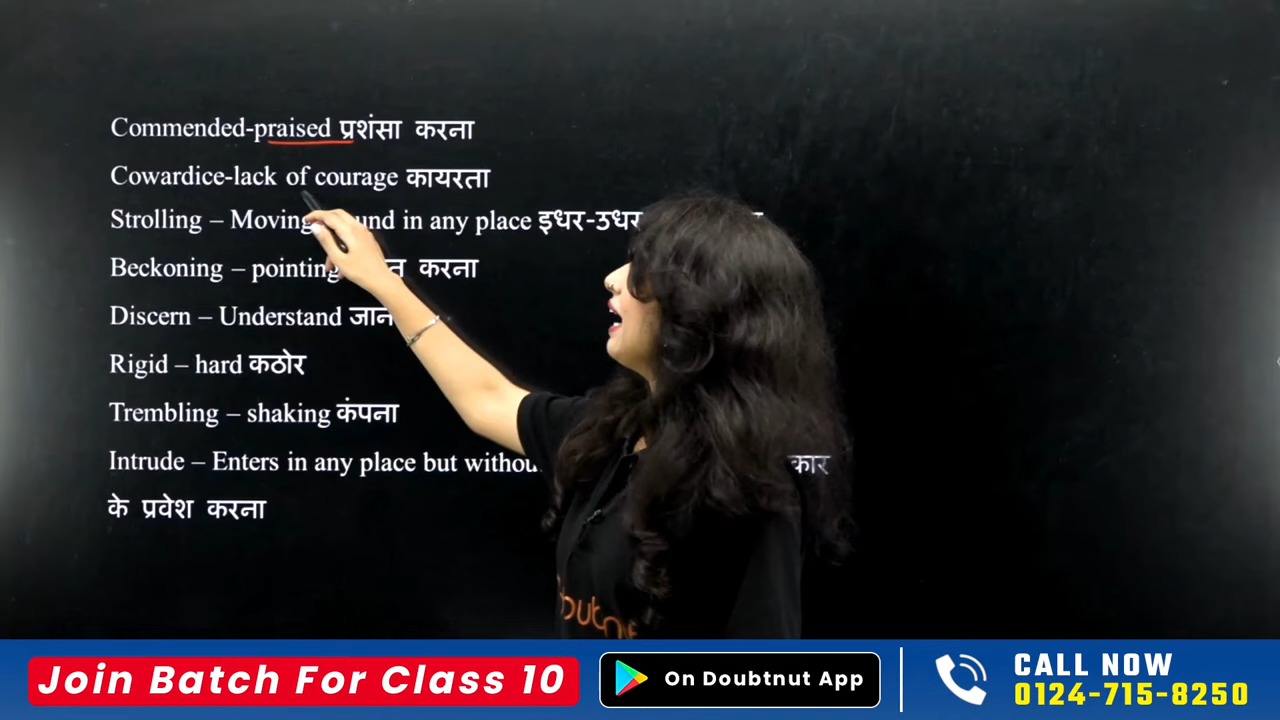 Commended-praised प्रशंसा करना
Cowardice-lack of courage कायरता
Strolling – Moving in any place इधर-उधर
Beckoning – pointing करना
Discern – Understand
Rigid – hard कठोर
Trembling – shaking कंपना
Intrude – Enters in any place but
के प्रवेश करना
Join Batch For Class 10
On Doubtnut App
CALL NOW
0124-715-8250